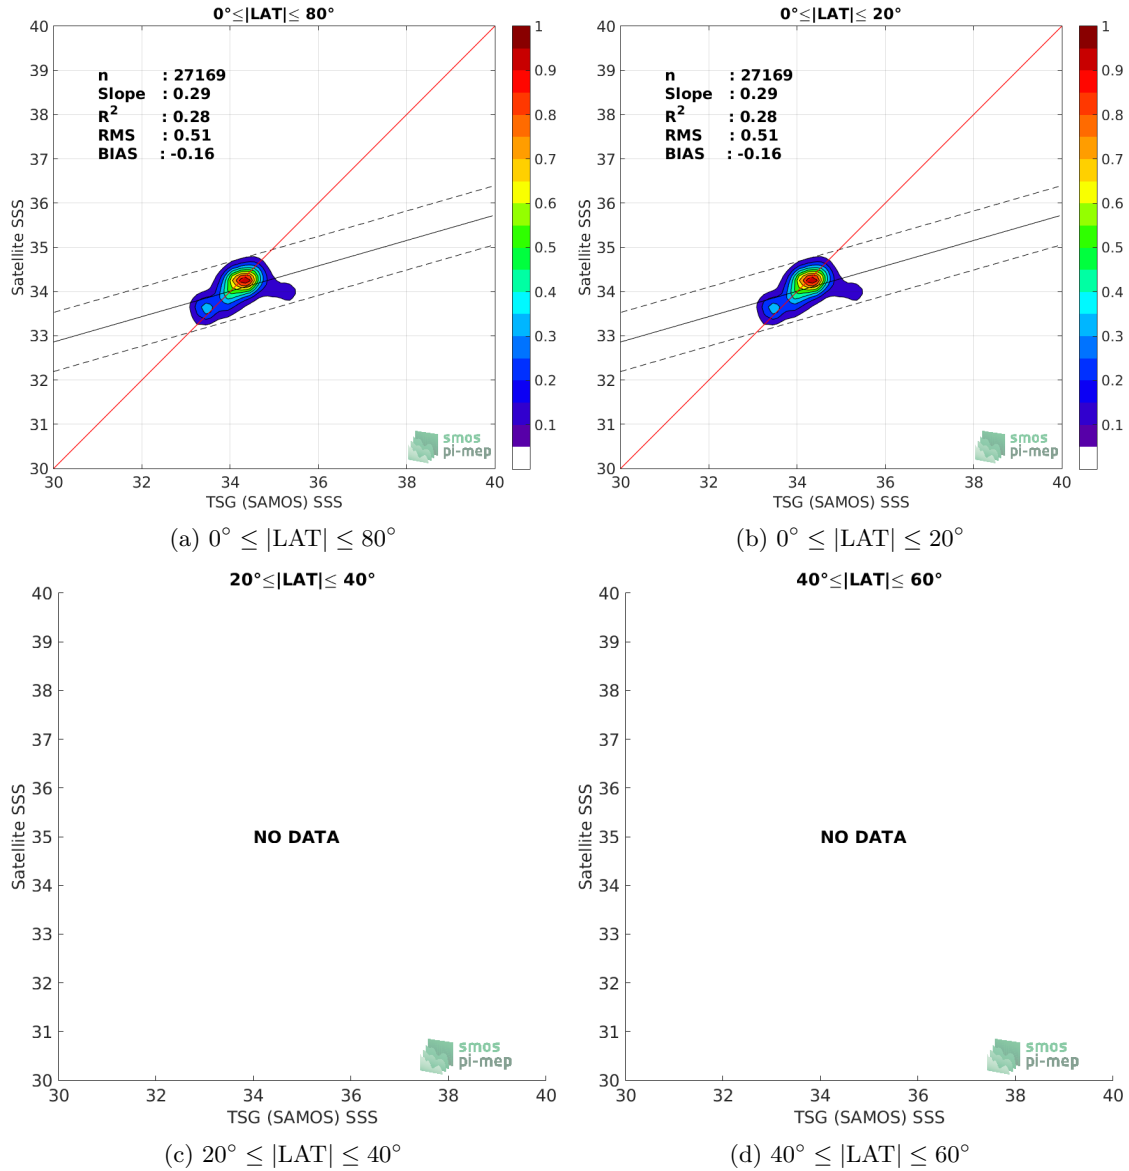 0°≤|LAT|≤ 80°
40
39
38
37
36
35
34
33
32
31
30
Satellite SSS
n : 27169
Slope : 0.29
R² : 0.28
RMS : 0.51
BIAS : -0.16
1
0.9
0.8
0.7
0.6
0.5
0.4
0.3
0.2
0.1
smos
pi-mep
30 32 34 36 38 40
TSG (SAMOS) SSS
(a) 0° ≤ |LAT| ≤ 80°
0°≤|LAT|≤ 20°
40
39
38
37
36
35
34
33
32
31
30
Satellite SSS
n : 27169
Slope : 0.29
R² : 0.28
RMS : 0.51
BIAS : -0.16
1
0.9
0.8
0.7
0.6
0.5
0.4
0.3
0.2
0.1
smos
pi-mep
30 32 34 36 38 40
TSG (SAMOS) SSS
(b) 0° ≤ |LAT| ≤ 20°
20°≤|LAT|≤ 40°
40
39
38
37
36
35
34
33
32
31
30
Satellite SSS
NO DATA
smos
pi-mep
30 32 34 36 38 40
TSG (SAMOS) SSS
(c) 20° ≤ |LAT| ≤ 40°
40°≤|LAT|≤ 60°
40
39
38
37
36
35
34
33
32
31
30
Satellite SSS
NO DATA
smos
pi-mep
30 32 34 36 38 40
TSG (SAMOS) SSS
(d) 40° ≤ |LAT| ≤ 60°